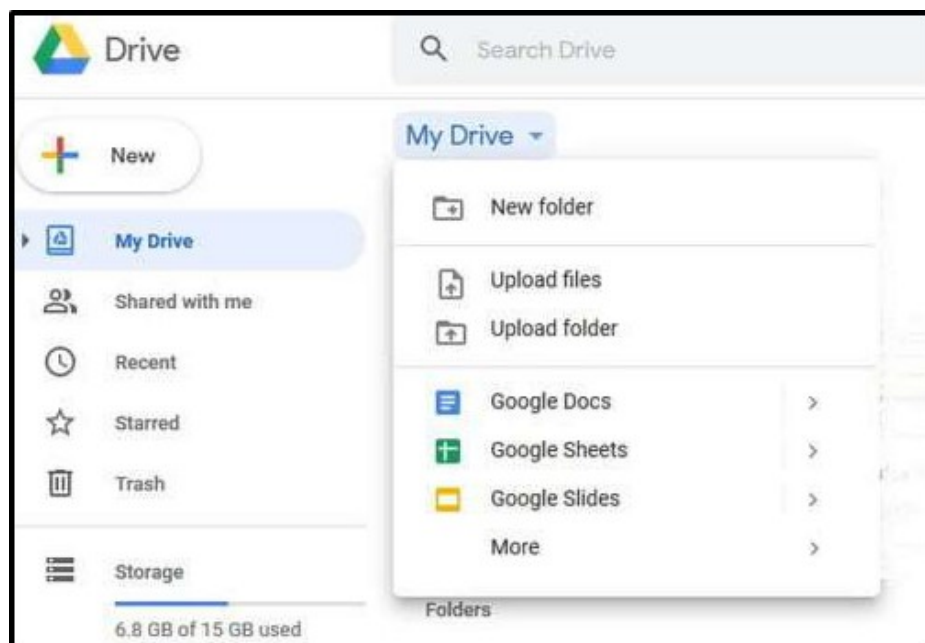 Drive
Search Drive
New
My Drive
Shared with me
Recent
Starred
Trash
Storage
6.8 GB of 15 GB used
My Drive
New folder
Upload files
Upload folder
Google Docs
Google Sheets
Google Slides
More
Folders